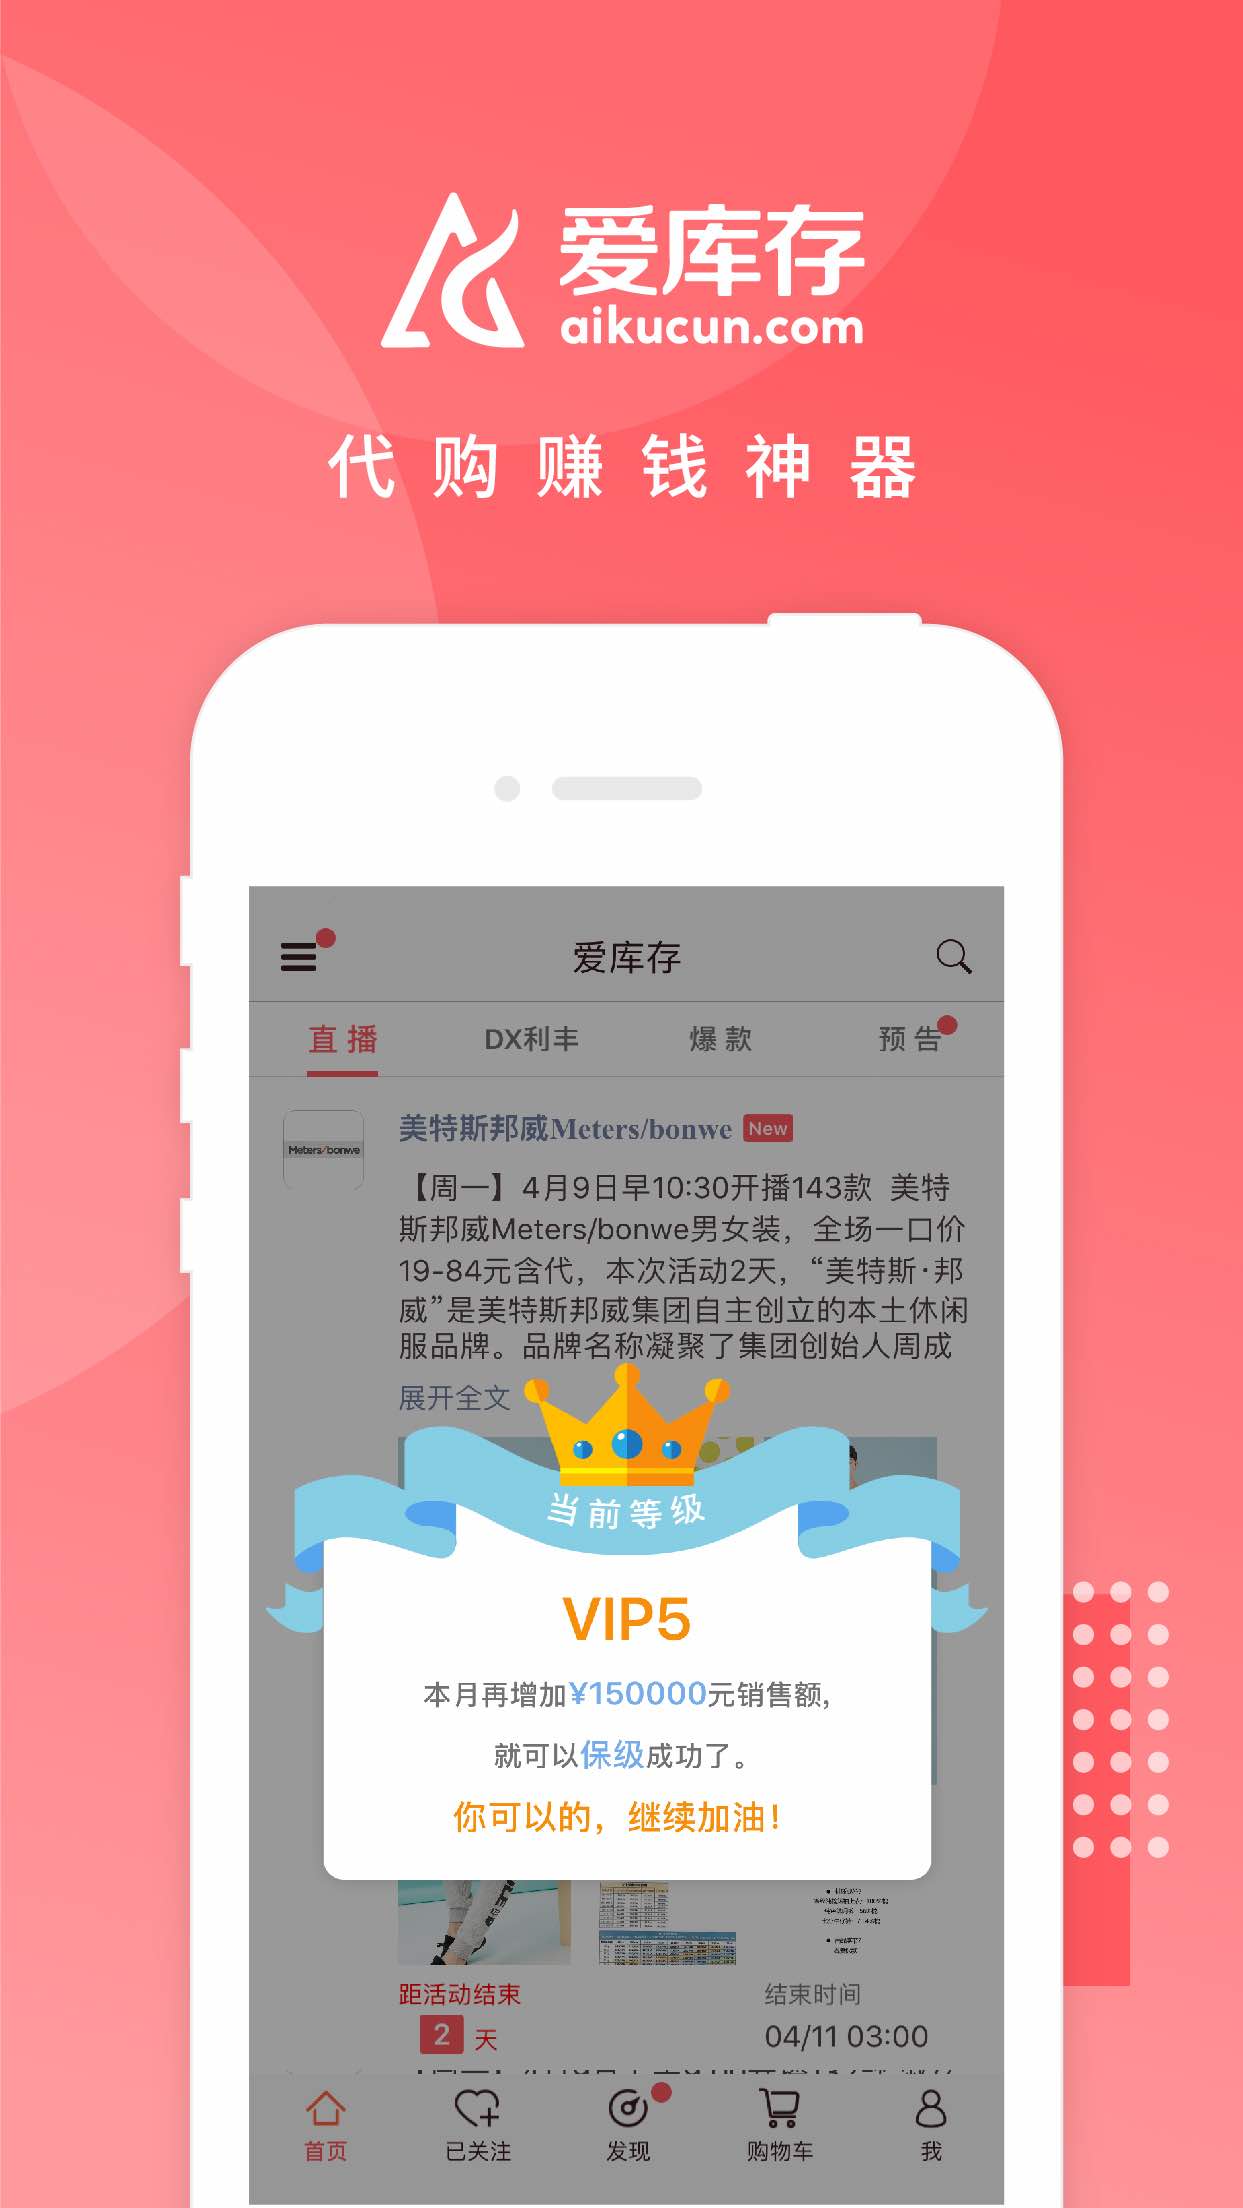 爱库存
aikucun.com
代购赚钱神器
爱库存
直播 DX利丰 爆款 预告
Meters/bonwe
美特斯邦威Meters/bonwe New
【周一】4月9日早10:30开播143款 美特
斯邦威Meters/bonwe男女装，全场一口价
19-84元含代，本次活动2天，“美特斯·邦
威”是美特斯邦威集团自主创立的本土休闲
服品牌。品牌名称凝聚了集团创始人周成
展开全文
当前等级
VIP5
本月再增加¥150000元销售额，
就可以保级成功了。
你可以的，继续加油！
距活动结束 结束时间
2 天 04/11 03:00
首页 已关注 发现 购物车 我